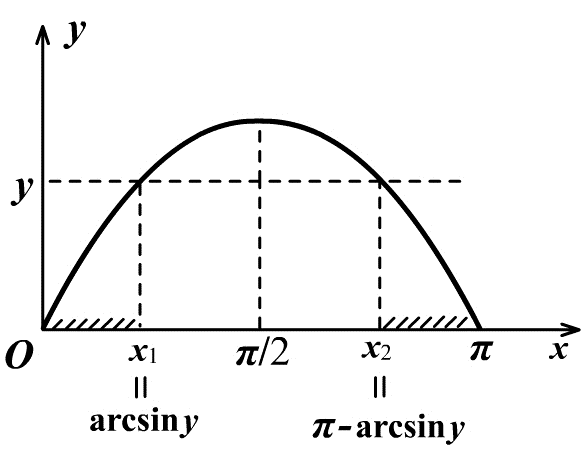 y
y
O x₁ π/2 x₂ π x
=
arcsiny
=
π-arcsiny